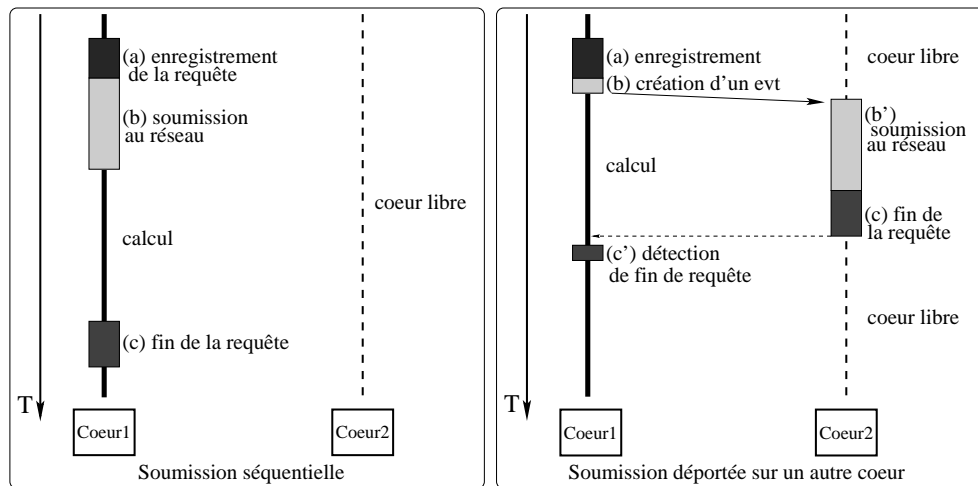 (a) enregistrement
de la requête
(b) soumission
au réseau
coeur libre
calcul
(c) fin de la requête
T
Coeur1
Coeur2
Soumission séquentielle
(a) enregistrement
coeur libre
(b) création d'un evt
(b')
soumission
au réseau
calcul
(c) fin de
la requête
(c') détection
de fin de requête
coeur libre
T
Coeur1
Coeur2
Soumission déportée sur un autre coeur